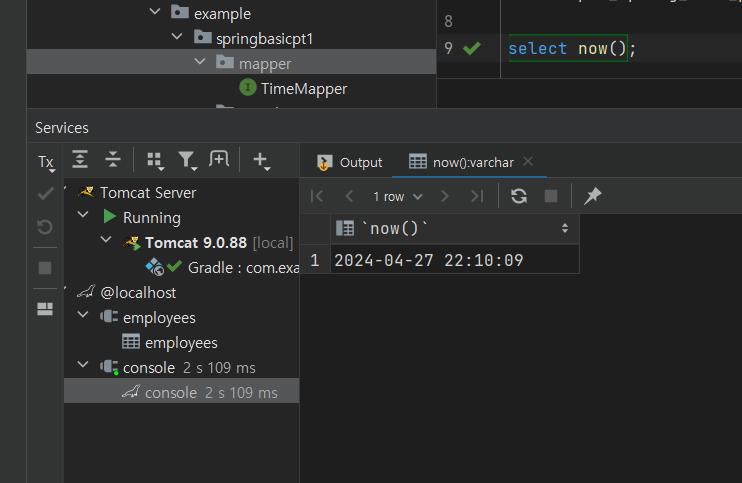 example
springbasicpt1
mapper
TimeMapper
8
9 select now();
Services
Tx
Output
now():varchar
1 row
Tomcat Server
Running
Tomcat 9.0.88 [local]
Gradle : com.exa
@localhost
employees
employees
console 2 s 109 ms
console 2 s 109 ms
`now()`
1 2024-04-27 22:10:09